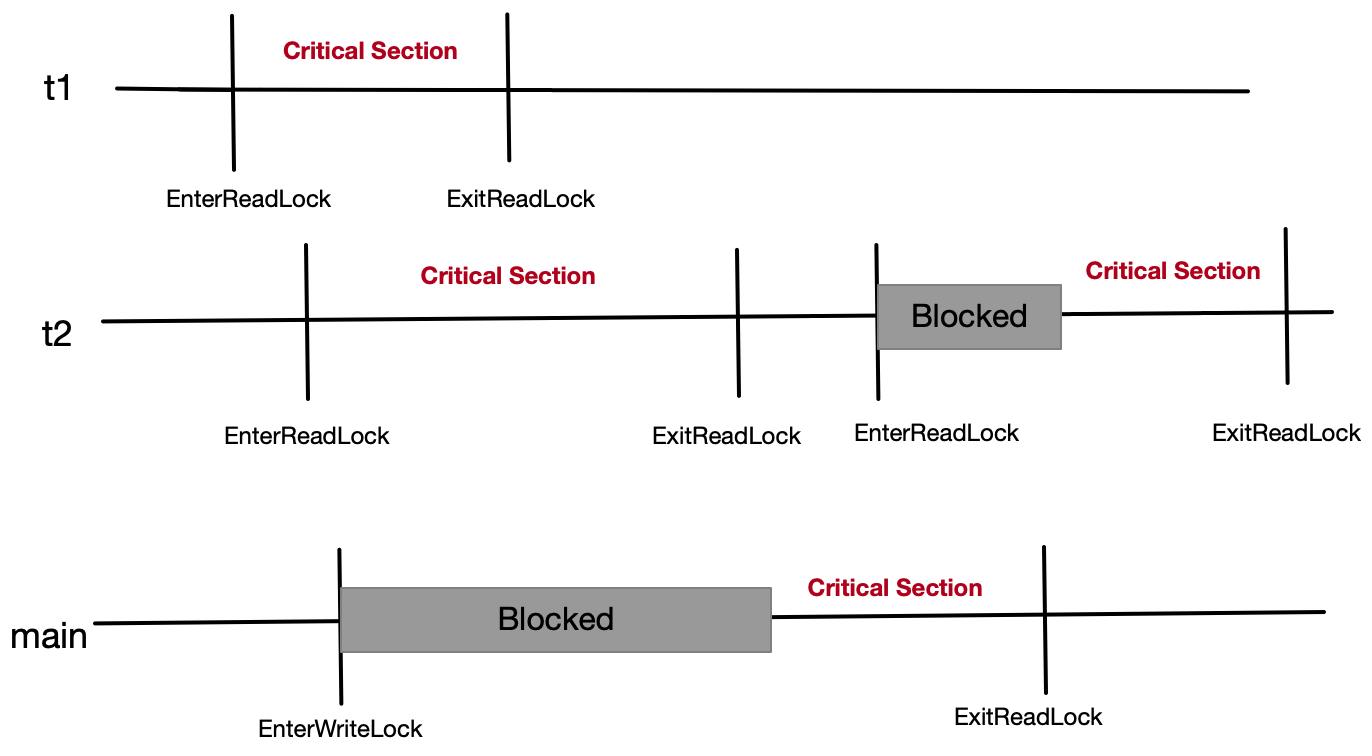 Critical Section
t1
EnterReadLock
ExitReadLock
Critical Section
Critical Section
Blocked
t2
EnterReadLock
ExitReadLock
EnterReadLock
ExitReadLock
Critical Section
Blocked
main
EnterWriteLock
ExitReadLock